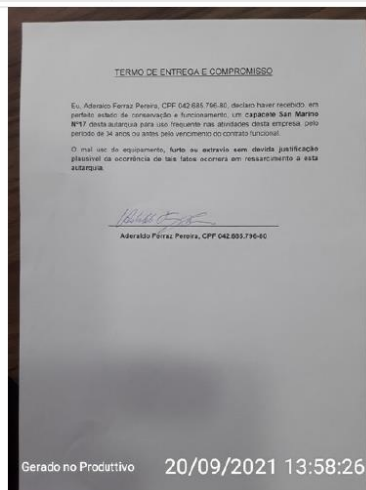 TERMO DE ENTREGA E COMPROMISSO
Eu, Aderaldo Ferraz Pereira, CPF 042.685.796-80, declaro haver recebido, em
perfeito estado de conservação e funcionamento, um capacete San Marino
Nº17 desta autarquia para uso frequente nas atividades desta empresa, pelo
período de 04 anos ou antes pelo vencimento do contrato funcional.
O mal uso do equipamento, furto ou extravio sem devida justificação
plausível da ocorrência de tais fatos ocorrera em ressarcimento a esta
autarquia.
Aderaldo Ferraz Pereira, CPF 042.685.796-80
Gerado no Produttivo 20/09/2021 13:58:26